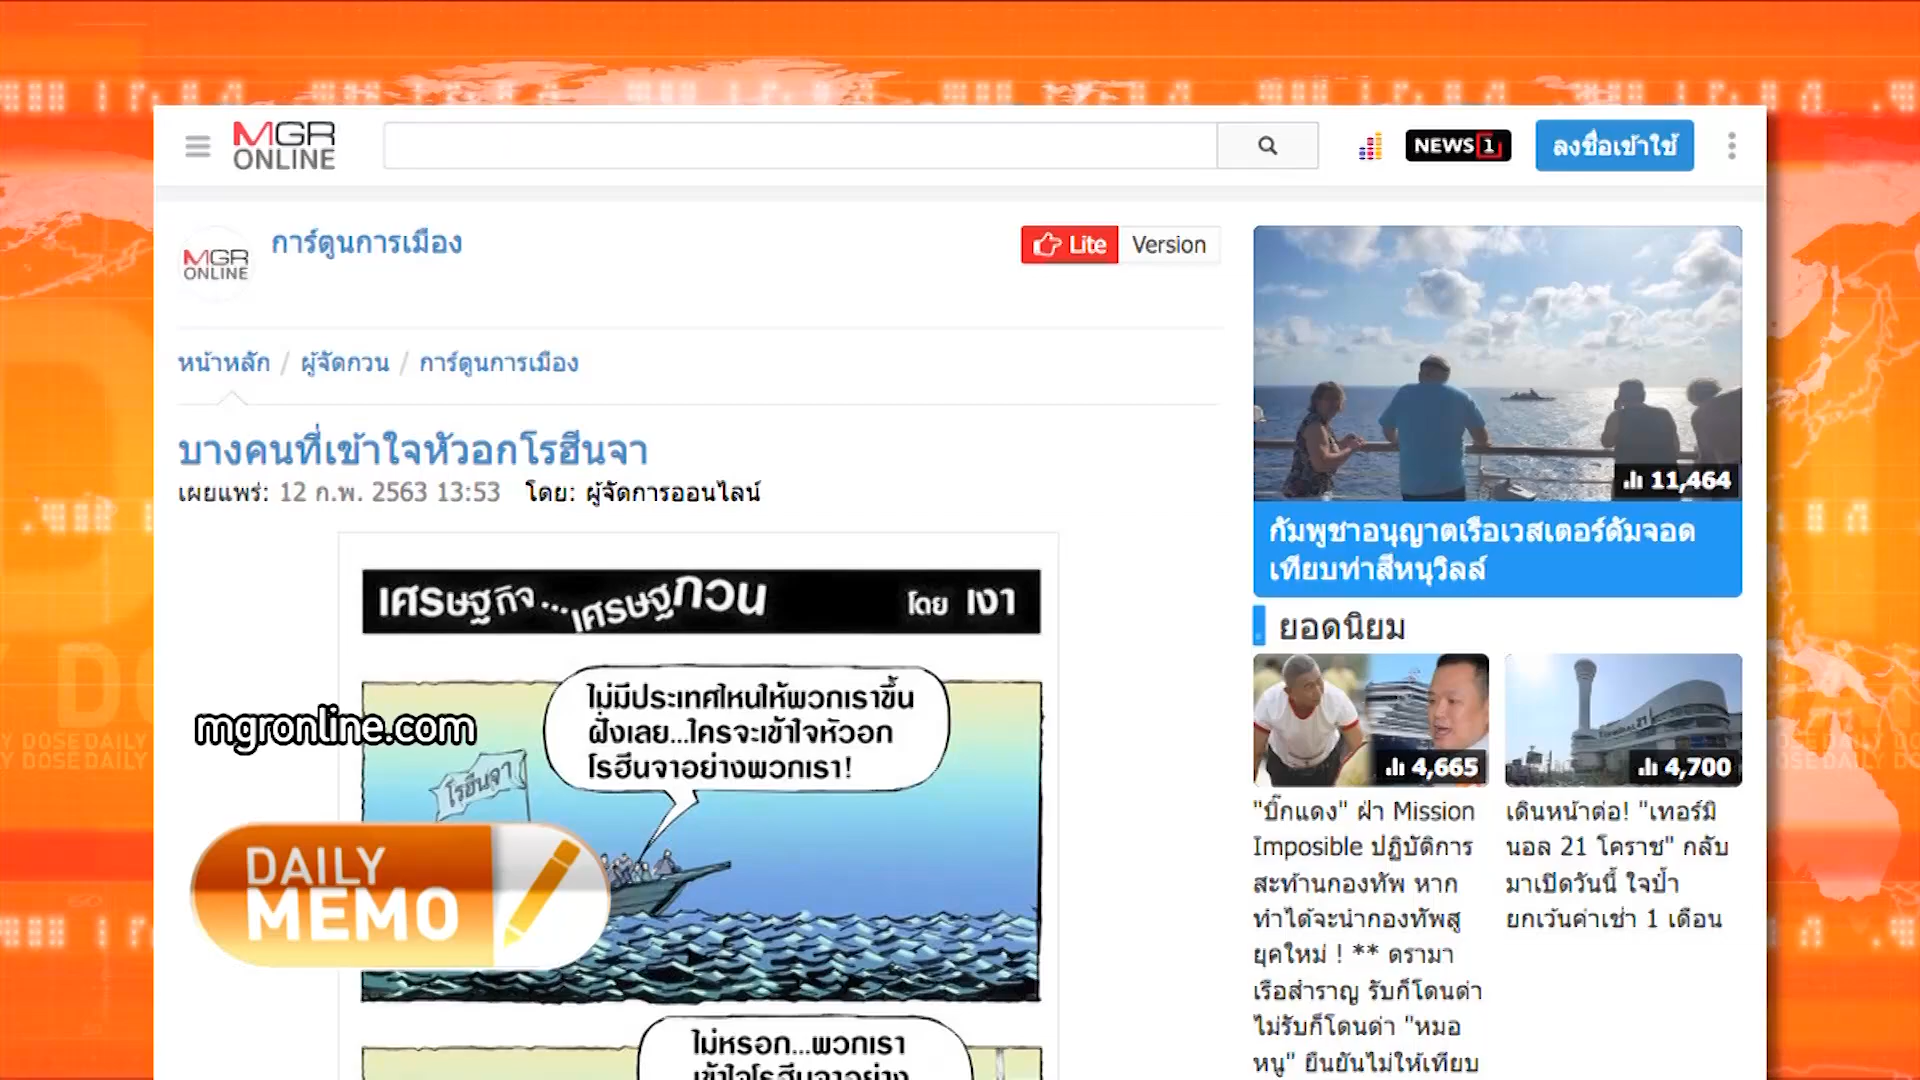 MGR
ONLINE
NEWS 1
ลงชื่อเข้าใช้
MGR
ONLINE
การ์ตูนการเมือง
Lite Version
หน้าหลัก / ผู้จัดกวน / การ์ตูนการเมือง
บางคนที่เข้าใจหัวอกโรฮีนจา
เผยแพร่: 12 ก.พ. 2563 13:53 โดย: ผู้จัดการออนไลน์
เศรษฐกิจ...เศรษฐกวน โดย เงา
ไม่มีประเทศไหนให้พวกเราขึ้น
ฝั่งเลย...ใครจะเข้าใจหัวอก
โรฮีนจาอย่างพวกเรา!
โรฮีนจา
mgronline.com
DAILY
MEMO
ไม่หรอก...พวกเรา
เข้าใจโรฮีนจาอย่าง
11,464
กัมพูชาอนุญาตเรือเวสเตอร์ดัมจอด
เทียบท่าสีหนุวิลล์
ยอดนิยม
4,665
"บิ๊กแดง" ฝ่า Mission
Imposible ปฏิบัติการ
สะท้านกองทัพ หาก
ทำได้จะนำกองทัพสู่
ยุคใหม่ ! ** ดรามา
เรือสำราญ รับก็โดนด่า
ไม่รับก็โดนด่า "หมอ
หนู" ยืนยันไม่ให้เทียบ
4,700
เดินหน้าต่อ! "เทอร์มิ
นอล 21 โคราช" กลับ
มาเปิดวันนี้ ใจป้ำ
ยกเว้นค่าเช่า 1 เดือน
DOSE DAILY